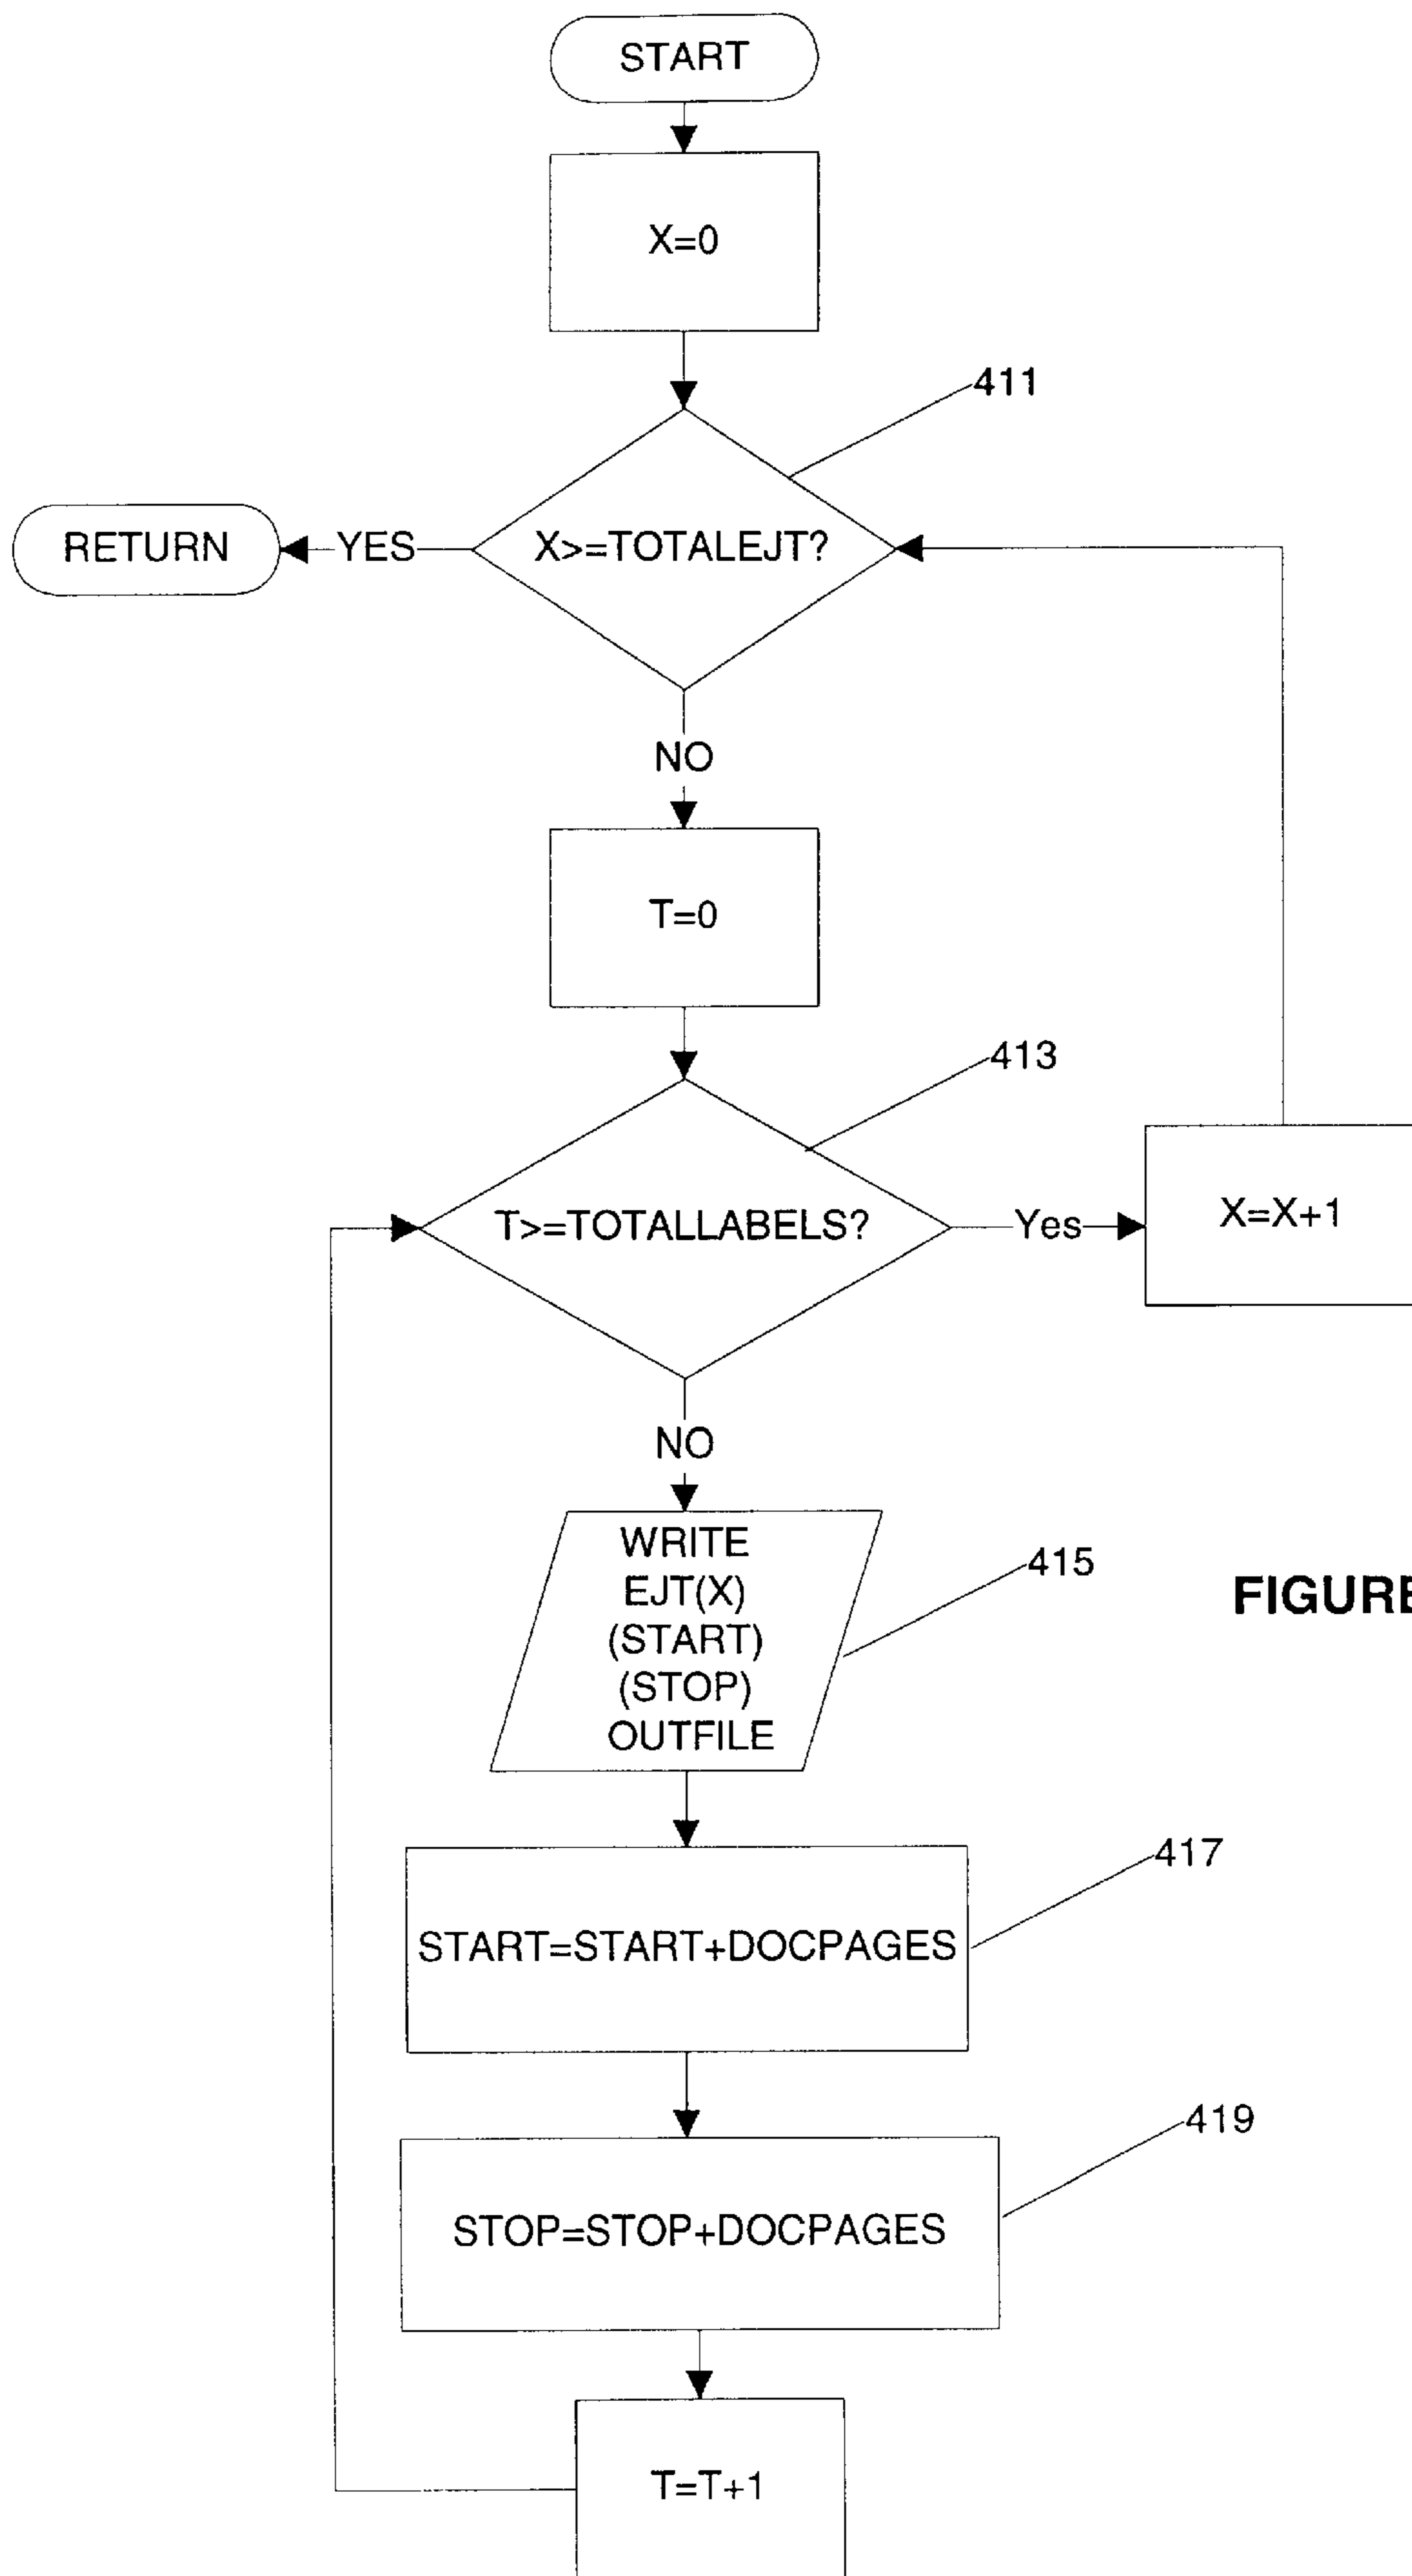 START
X=0
411
X>=TOTALEJT?
YES
RETURN
NO
T=0
413
T>=TOTALLABELS?
Yes
X=X+1
NO
WRITE
EJT(X)
(START)
(STOP)
OUTFILE
415
FIGURE
START=START+DOCPAGES
417
STOP=STOP+DOCPAGES
419
T=T+1